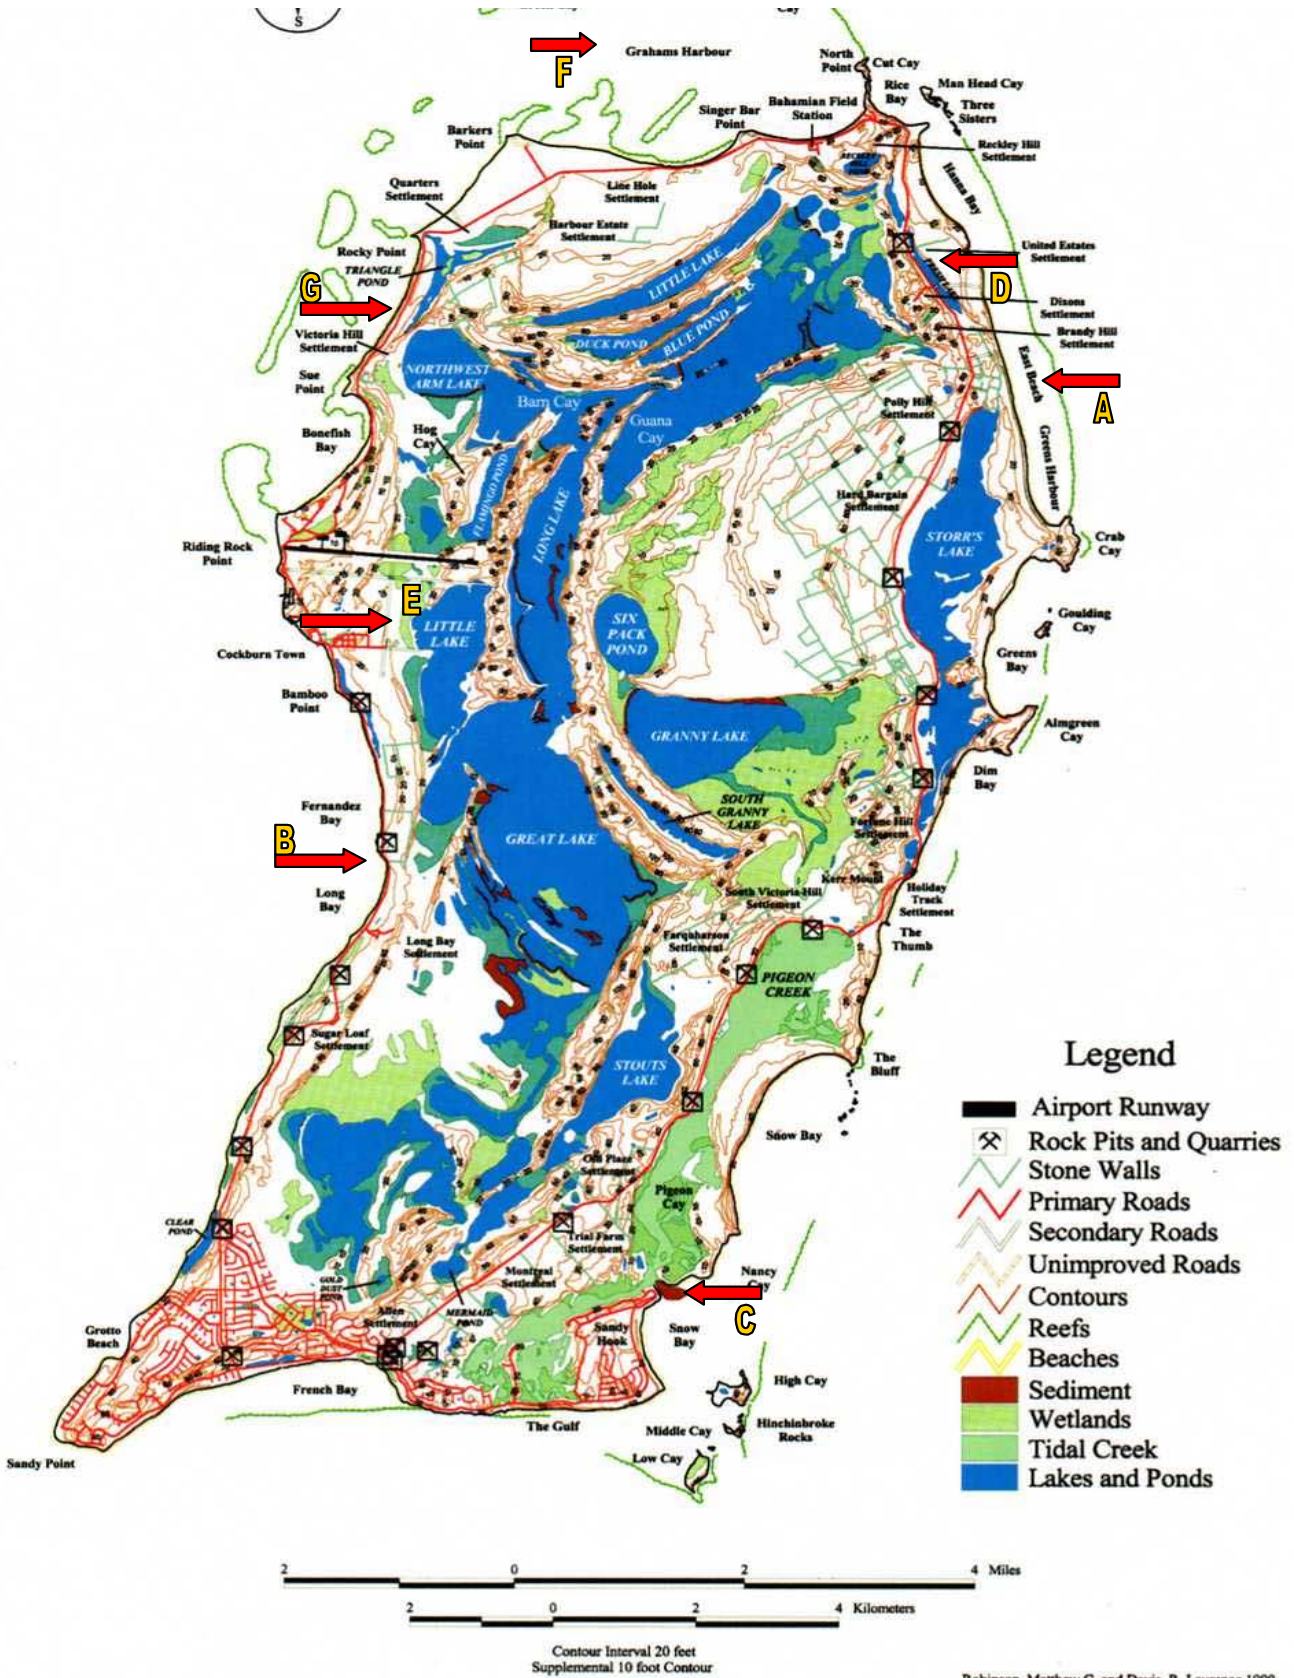 S
Cay
F
Grahams Harbour
North
Point
Cut Cay
Rice
Bay
Man Head Cay
Three
Sisters
Singer Bar
Point
Bahamian Field
Station
Barkers
Point
Reckley Hill
Settlement
Hanna Bay
Quarters
Settlement
Line Hole
Settlement
Harbour Estate
Settlement
Rocky Point
TRIANGLE
POND
United Estates
Settlement
D
G
LITTLE LAKE
Dixons
Settlement
Victoria Hill
Settlement
DUCK POND
BLUE POND
Brandy Hill
Settlement
NORTHWEST
ARM LAKE
Sue
Point
East Beach
A
Barn Cay
Polly Hill
Settlement
Guana
Cay
Bonefish
Bay
Hog
Cay
Greens Harbour
FLAMINGO POND
LONG LAKE
Hard Bargain
Settlement
STORR'S
LAKE
Riding Rock
Point
Crab
Cay
E
LITTLE
LAKE
SIX
PACK
POND
Goulding
Cay
Cockburn Town
Greens
Bay
Bamboo
Point
GRANNY LAKE
Almgreen
Cay
Dim
Bay
Fernandez
Bay
SOUTH
GRANNY
LAKE
Fortune Hill
Settlement
B
GREAT LAKE
Long
Bay
Kerr Mount
South Victoria Hill
Settlement
Holiday
Track
Settlement
Long Bay
Settlement
Farquharson
Settlement
The
Thumb
PIGEON
CREEK
Sugar Loaf
Settlement
STOUTS
LAKE
The
Bluff
Snow Bay
Old Place
Settlement
Pigeon
Cay
CLEAR
POND
Trial Farm
Settlement
Montreal
Settlement
GOLD
DUST
POND
Nancy
Cay
C
Allen
Settlement
MERMAID
POND
Grotto
Beach
Sandy
Hook
Snow
Bay
French Bay
High Cay
The Gulf
Middle Cay
Hinchinbroke
Rocks
Low Cay
Sandy Point
Legend
Airport Runway
Rock Pits and Quarries
Stone Walls
Primary Roads
Secondary Roads
Unimproved Roads
Contours
Reefs
Beaches
Sediment
Wetlands
Tidal Creek
Lakes and Ponds
2 0 2 4 Miles
2 0 2 4 Kilometers
Contour Interval 20 feet
Supplemental 10 foot Contour